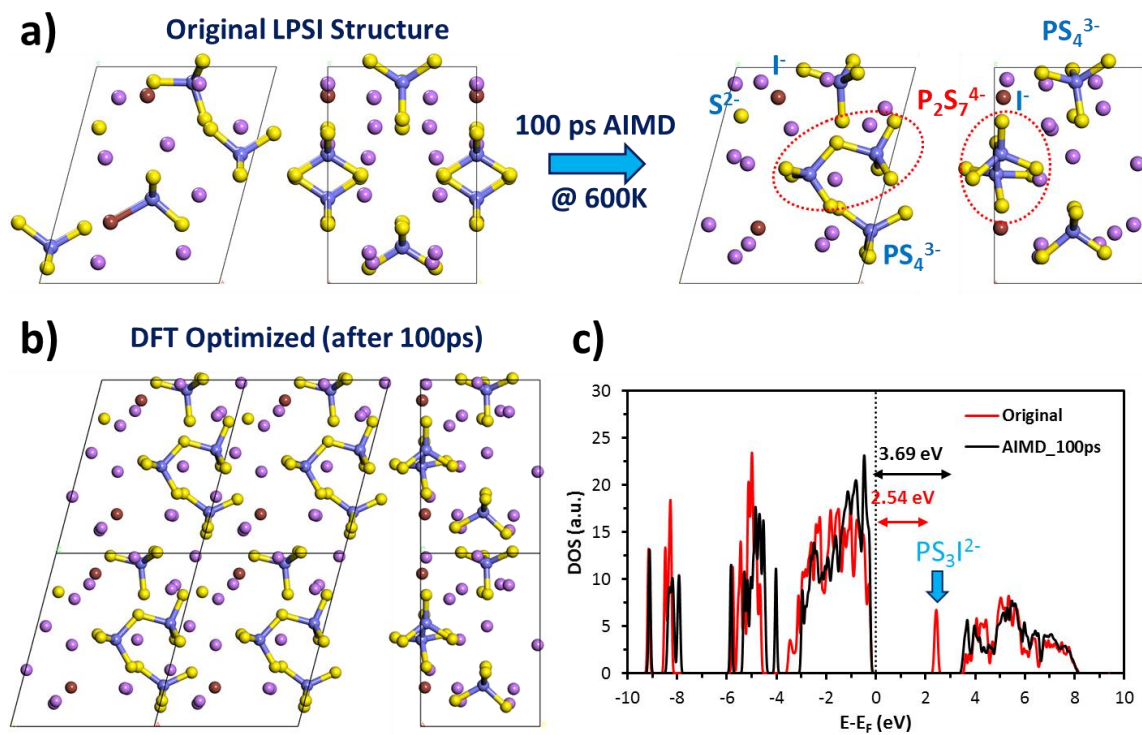 a)
Original LPSI Structure
100 ps AIMD
@ 600K
I⁻
S²⁻
PS₄³⁻
P₂S₇⁴⁻
I⁻
PS₄³⁻
b)
DFT Optimized (after 100ps)
c)
DOS (a.u.)
30
25
20
15
10
5
0
Original
AIMD_100ps
3.69 eV
2.54 eV
PS₃I²⁻
-10 -8 -6 -4 -2 0 2 4 6 8 10
E-E_F (eV)